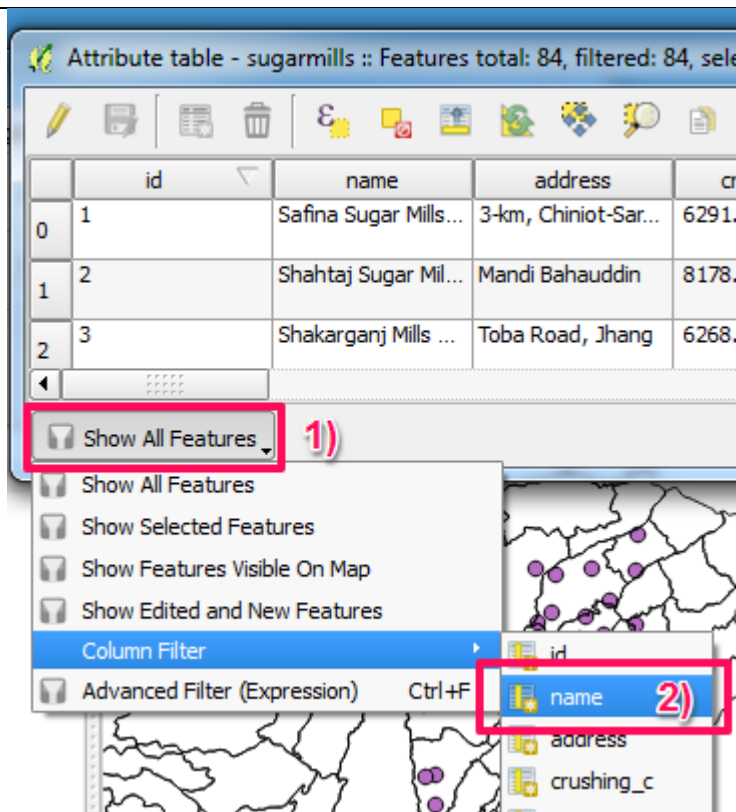 Attribute table - sugarmills :: Features total: 84, filtered: 84, sele
id name address cr
0 1 Safina Sugar Mills... 3-km, Chiniot-Sar... 6291.
1 2 Shahtaj Sugar Mil... Mandi Bahauddin 8178.
2 3 Shakarganj Mills ... Toba Road, Jhang 6268.
Show All Features 1)
Show All Features
Show Selected Features
Show Features Visible On Map
Show Edited and New Features
Column Filter id
Advanced Filter (Expression) Ctrl+F name 2)
address
crushing_c